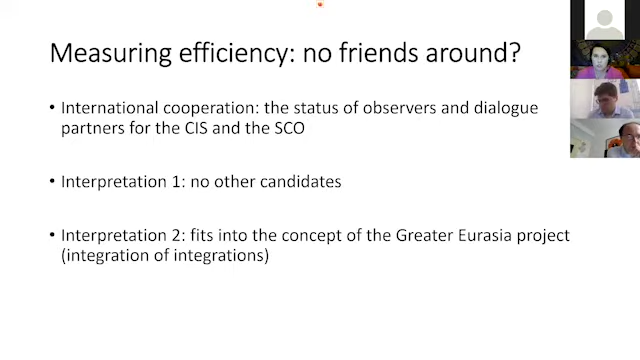 Measuring efficiency: no friends around?
• International cooperation: the status of observers and dialogue
partners for the CIS and the SCO
• Interpretation 1: no other candidates
• Interpretation 2: fits into the concept of the Greater Eurasia project
(integration of integrations)